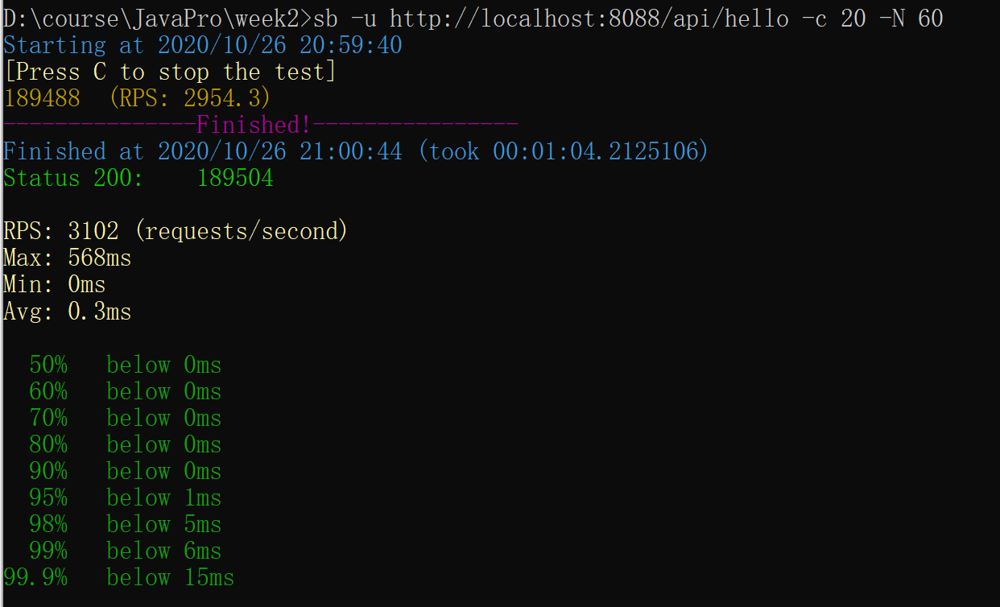 D:\course\JavaPro\week2>sb -u http://localhost:8088/api/hello -c 20 -N 60
Starting at 2020/10/26 20:59:40
[Press C to stop the test]
189488  (RPS: 2954.3)
---------------Finished!----------------
Finished at 2020/10/26 21:00:44 (took 00:01:04.2125106)
Status 200:    189504
RPS: 3102 (requests/second)
Max: 568ms
Min: 0ms
Avg: 0.3ms
50%   below 0ms
60%   below 0ms
70%   below 0ms
80%   below 0ms
90%   below 0ms
95%   below 1ms
98%   below 5ms
99%   below 6ms
99.9%   below 15ms